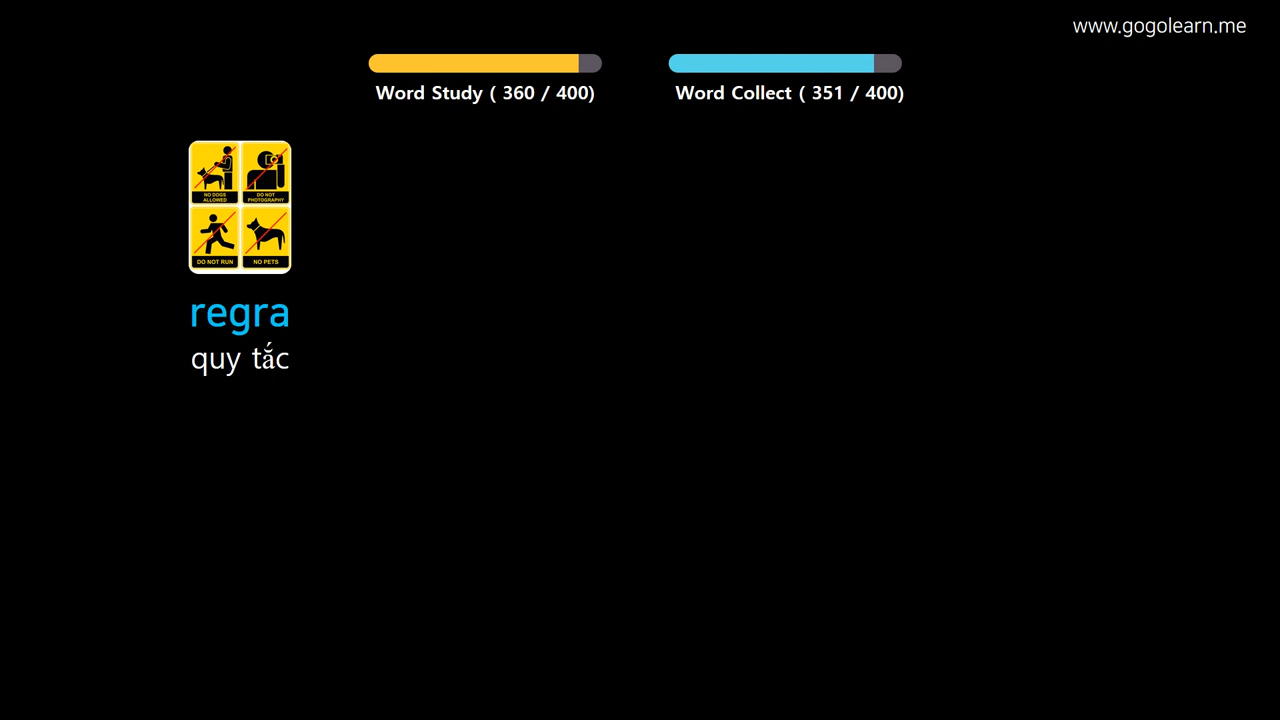 www.gogolearn.me
Word Study ( 360 / 400)
Word Collect ( 351 / 400)
NO DOGS
ALLOWED
DO NOT
PHOTOGRAPHY
DO NOT RUN
NO PETS
regra
quy tắc